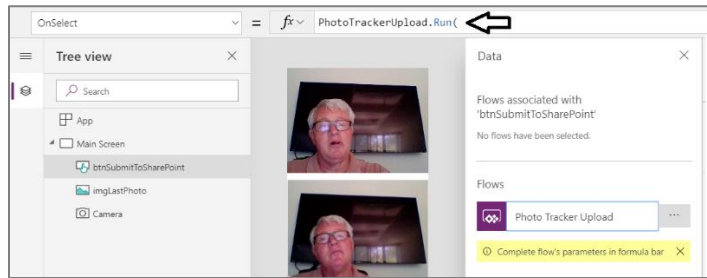 OnSelect = fx PhotoTrackerUpload.Run(
Tree view
Search
App
Main Screen
btnSubmitToSharePoint
imgLastPhoto
Camera
Data
Flows associated with
'btnSubmitToSharePoint'
No flows have been selected.
Flows
Photo Tracker Upload ...
Complete flow's parameters in formula bar